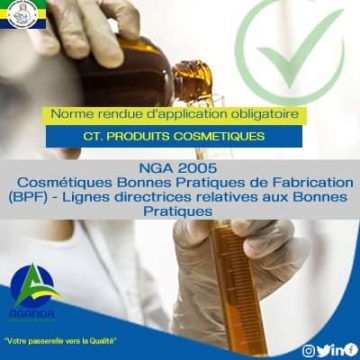 Norme rendue d'application obligatoire
CT. PRODUITS COSMETIQUES
NGA 2005
Cosmétiques Bonnes Pratiques de Fabrication
(BPF) - Lignes directrices relatives aux Bonnes
Pratiques
AGANOR
"Votre passerelle vers la Qualité"